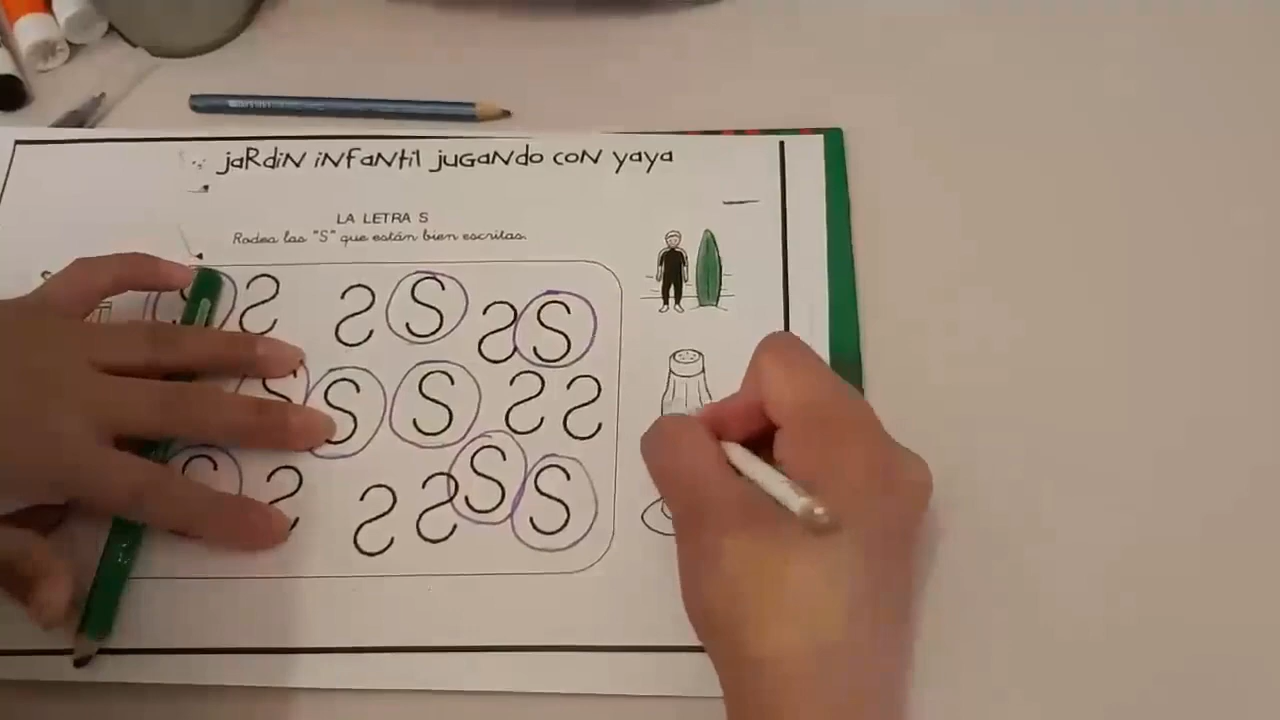 jaRdiN iNfaNtil jugaNdo coN yaya
LA LETRA S
Rodea las "S" que están bien escritas.
Ƨ Ƨ S Ƨ S
S S Ƨ Ƨ
Ƨ Ƨ Ƨ S S